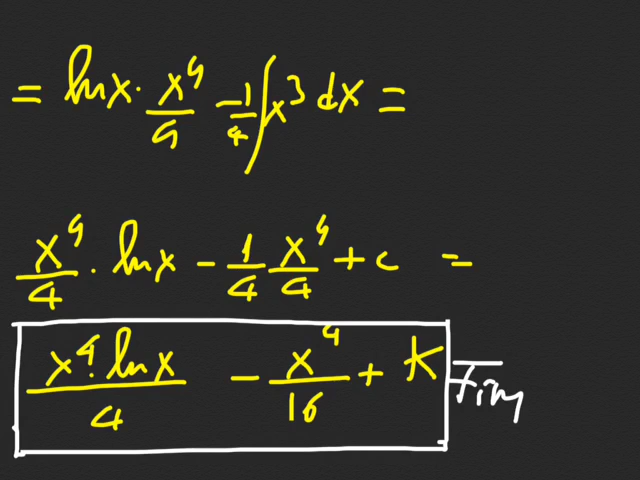 = lnx · x⁴/4 - 1/4 ∫ x³ dx =
x⁴/4 · lnx - 1/4 x⁴/4 + c =
x⁴·lnx/4 - x⁴/16 + K Fim